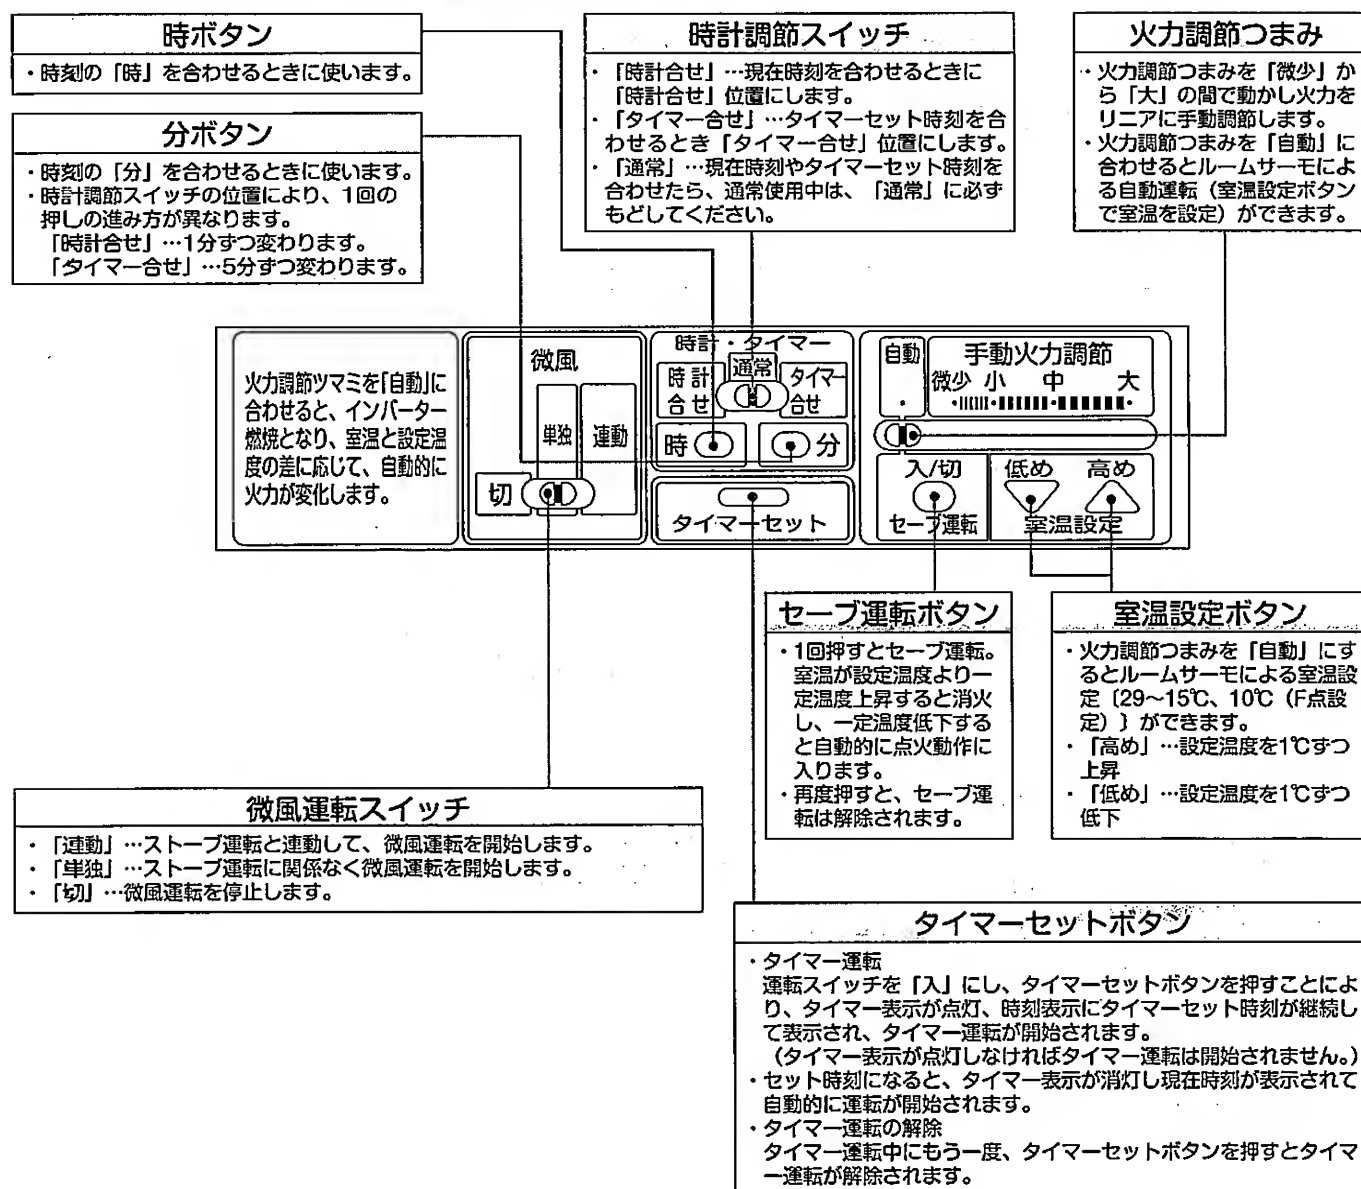 時ボタン
・時刻の「時」を合わせるときに使います。
分ボタン
・時刻の「分」を合わせるときに使います。
・時計調節スイッチの位置により、1回の
押しの進み方が異なります。
「時計合せ」…1分ずつ変わります。
「タイマー合せ」…5分ずつ変わります。
時計調節スイッチ
・「時計合せ」…現在時刻を合わせるときに
「時計合せ」位置にします。
・「タイマー合せ」…タイマーセット時刻を合
わせるとき「タイマー合せ」位置にします。
・「通常」…現在時刻やタイマーセット時刻を
合わせたら、通常使用中は、「通常」に必ず
もどしてください。
火力調節つまみ
・火力調節つまみを「微少」か
ら「大」の間で動かし火力を
リニアに手動調節します。
・火力調節つまみを「自動」に
合わせるとルームサーモによ
る自動運転（室温設定ボタン
で室温を設定）ができます。
火力調節ツマミを「自動」に
合わせると、インバーター
燃焼となり、室温と設定温
度の差に応じて、自動的に
火力が変化します。
微風
単独 連動
切
時計・タイマー
時計
合せ
通常
タイマー
合せ
時 分
タイマーセット
自動
手動火力調節
微少 小 中 大
入/切
セーブ運転
低め 高め
室温設定
セーブ運転ボタン
・1回押すとセーブ運転。
室温が設定温度より一
定温度上昇すると消火
し、一定温度低下する
と自動的に点火動作に
入ります。
・再度押すと、セーブ運
転は解除されます。
室温設定ボタン
・火力調節つまみを「自動」にす
るとルームサーモによる室温設
定〔29〜15℃、10℃（F点設
定）〕ができます。
・「高め」…設定温度を1℃ずつ
上昇
・「低め」…設定温度を1℃ずつ
低下
微風運転スイッチ
・「連動」…ストーブ運転と連動して、微風運転を開始します。
・「単独」…ストーブ運転に関係なく微風運転を開始します。
・「切」…微風運転を停止します。
タイマーセットボタン
・タイマー運転
運転スイッチを「入」にし、タイマーセットボタンを押すことによ
り、タイマー表示が点灯、時刻表示にタイマーセット時刻が継続し
て表示され、タイマー運転が開始されます。
（タイマー表示が点灯しなければタイマー運転は開始されません。）
・セット時刻になると、タイマー表示が消灯し現在時刻が表示されて
自動的に運転が開始されます。
・タイマー運転の解除
タイマー運転中にもう一度、タイマーセットボタンを押すとタイマ
ー運転が解除されます。